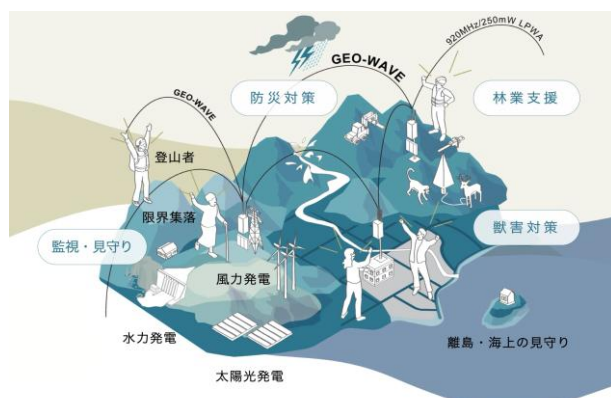 920MHz/250mW LPWA
GEO-WAVE
GEO-WAVE
防災対策
林業支援
登山者
限界集落
監視・見守り
獣害対策
風力発電
水力発電
離島・海上の見守り
太陽光発電